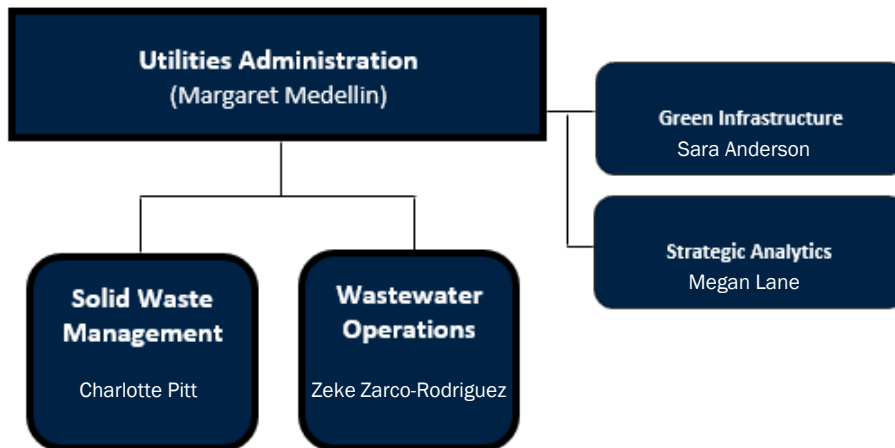 Utilities Administration
(Margaret Medellin)
Green Infrastructure
Sara Anderson
Strategic Analytics
Megan Lane
Solid Waste
Management
Charlotte Pitt
Wastewater
Operations
Zeke Zarco-Rodriguez